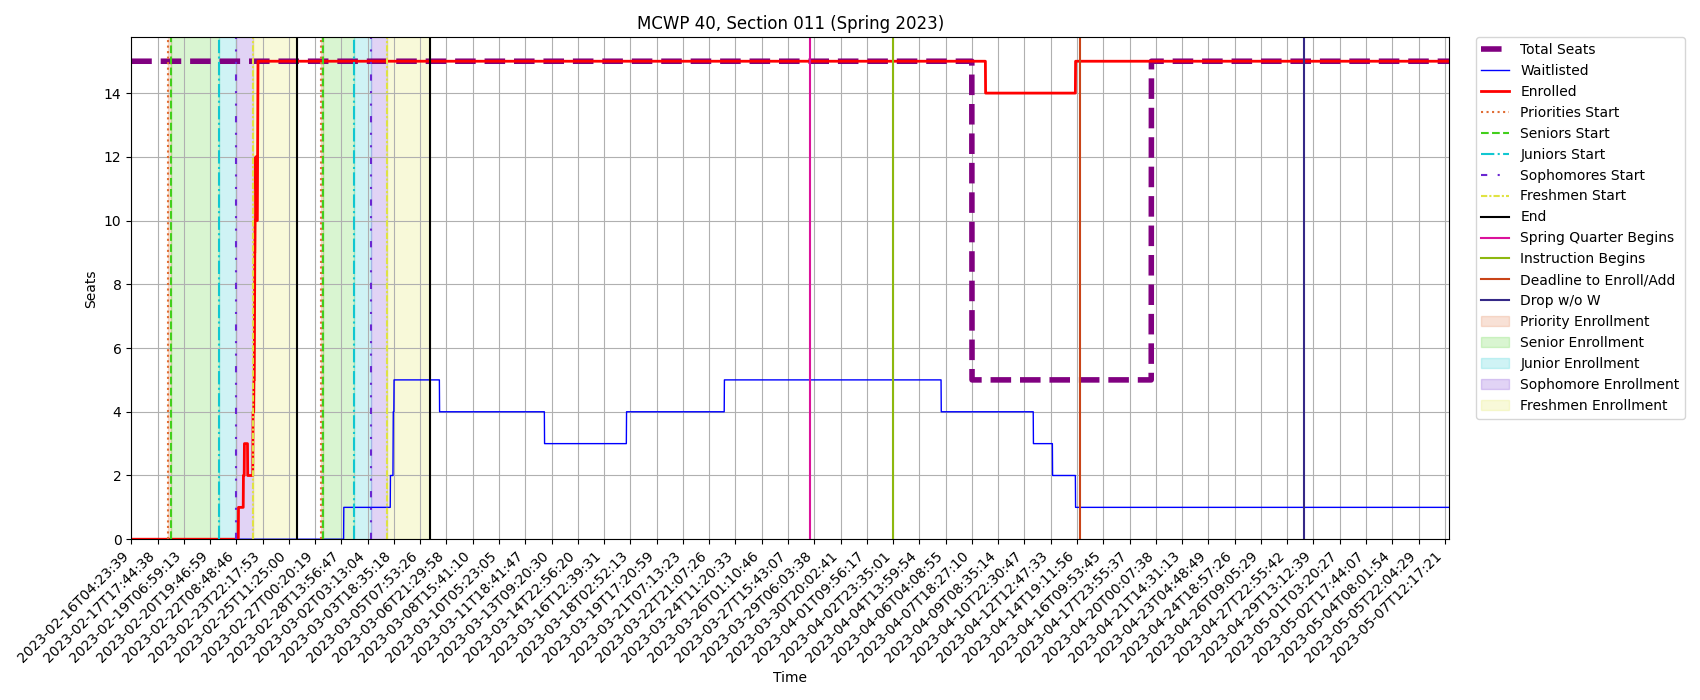 MCWP 40, Section 011 (Spring 2023)
Seats
14
12
10
8
6
4
2
0
2023-02-16T04:23:39
2023-02-17T17:44:38
2023-02-19T06:59:13
2023-02-20T19:46:59
2023-02-22T08:48:46
2023-02-23T22:17:53
2023-02-25T11:25:00
2023-02-27T00:20:19
2023-02-28T13:56:47
2023-03-02T03:13:04
2023-03-03T18:35:18
2023-03-05T07:53:26
2023-03-06T21:29:58
2023-03-08T15:41:10
2023-03-10T05:23:05
2023-03-11T18:41:47
2023-03-13T09:20:30
2023-03-14T22:56:20
2023-03-16T12:39:31
2023-03-18T02:52:13
2023-03-19T17:20:59
2023-03-21T07:13:23
2023-03-22T21:07:26
2023-03-24T11:20:33
2023-03-26T01:10:46
2023-03-27T15:43:07
2023-03-29T06:03:38
2023-03-30T20:02:41
2023-04-01T09:56:17
2023-04-02T23:35:01
2023-04-04T13:59:54
2023-04-06T04:08:55
2023-04-07T18:27:10
2023-04-09T08:35:14
2023-04-10T22:30:47
2023-04-12T12:47:33
2023-04-14T19:11:56
2023-04-16T09:53:45
2023-04-17T23:55:37
2023-04-20T00:07:38
2023-04-21T14:31:13
2023-04-23T04:48:49
2023-04-24T18:57:26
2023-04-26T09:05:29
2023-04-27T22:55:42
2023-04-29T13:12:39
2023-05-01T03:20:27
2023-05-02T17:44:07
2023-05-04T08:01:54
2023-05-05T22:04:29
2023-05-07T12:17:21
Time
Total Seats
Waitlisted
Enrolled
Priorities Start
Seniors Start
Juniors Start
Sophomores Start
Freshmen Start
End
Spring Quarter Begins
Instruction Begins
Deadline to Enroll/Add
Drop w/o W
Priority Enrollment
Senior Enrollment
Junior Enrollment
Sophomore Enrollment
Freshmen Enrollment